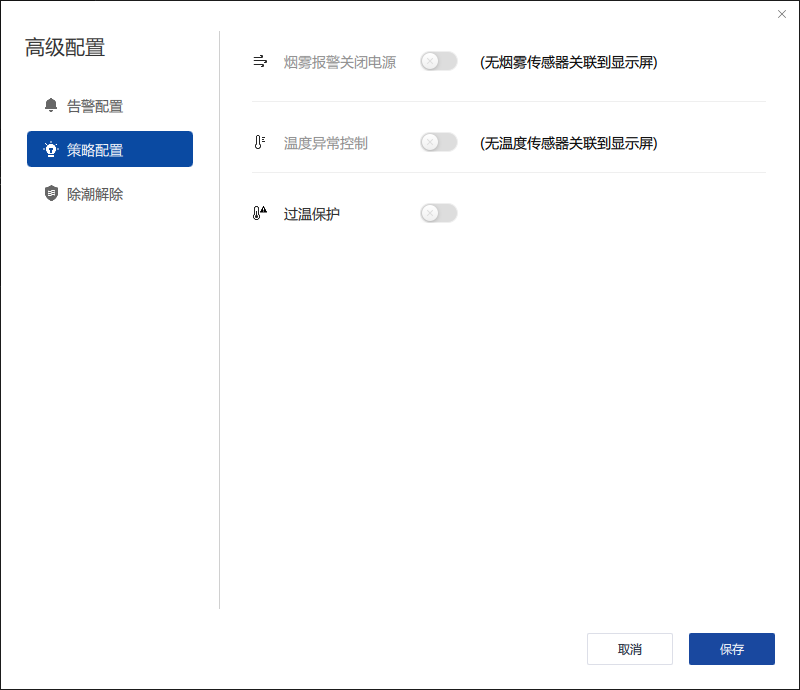 高级配置
告警配置
策略配置
除潮解除
烟雾报警关闭电源
(无烟雾传感器关联到显示屏)
温度异常控制
(无温度传感器关联到显示屏)
过温保护
取消
保存